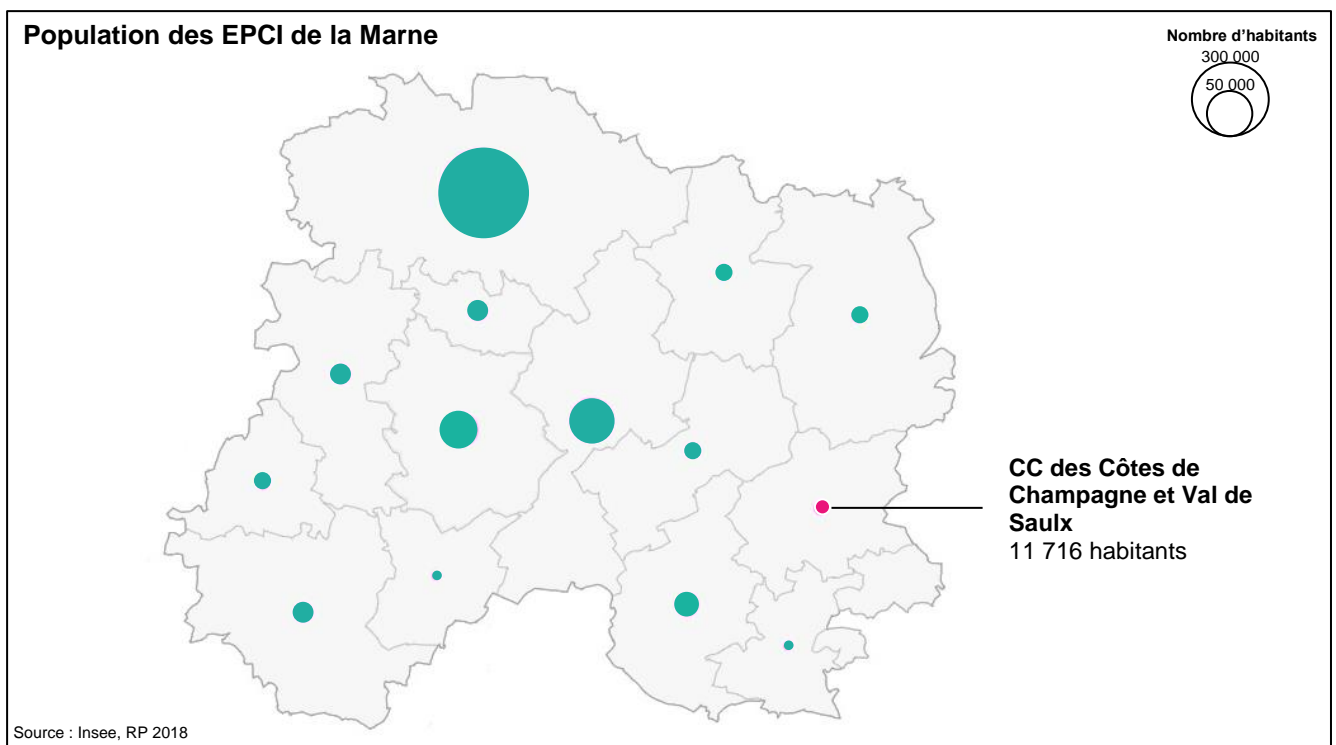 Population des EPCI de la Marne
Nombre d'habitants
300 000
50 000
CC des Côtes de
Champagne et Val de
Saulx
11 716 habitants
Source : Insee, RP 2018